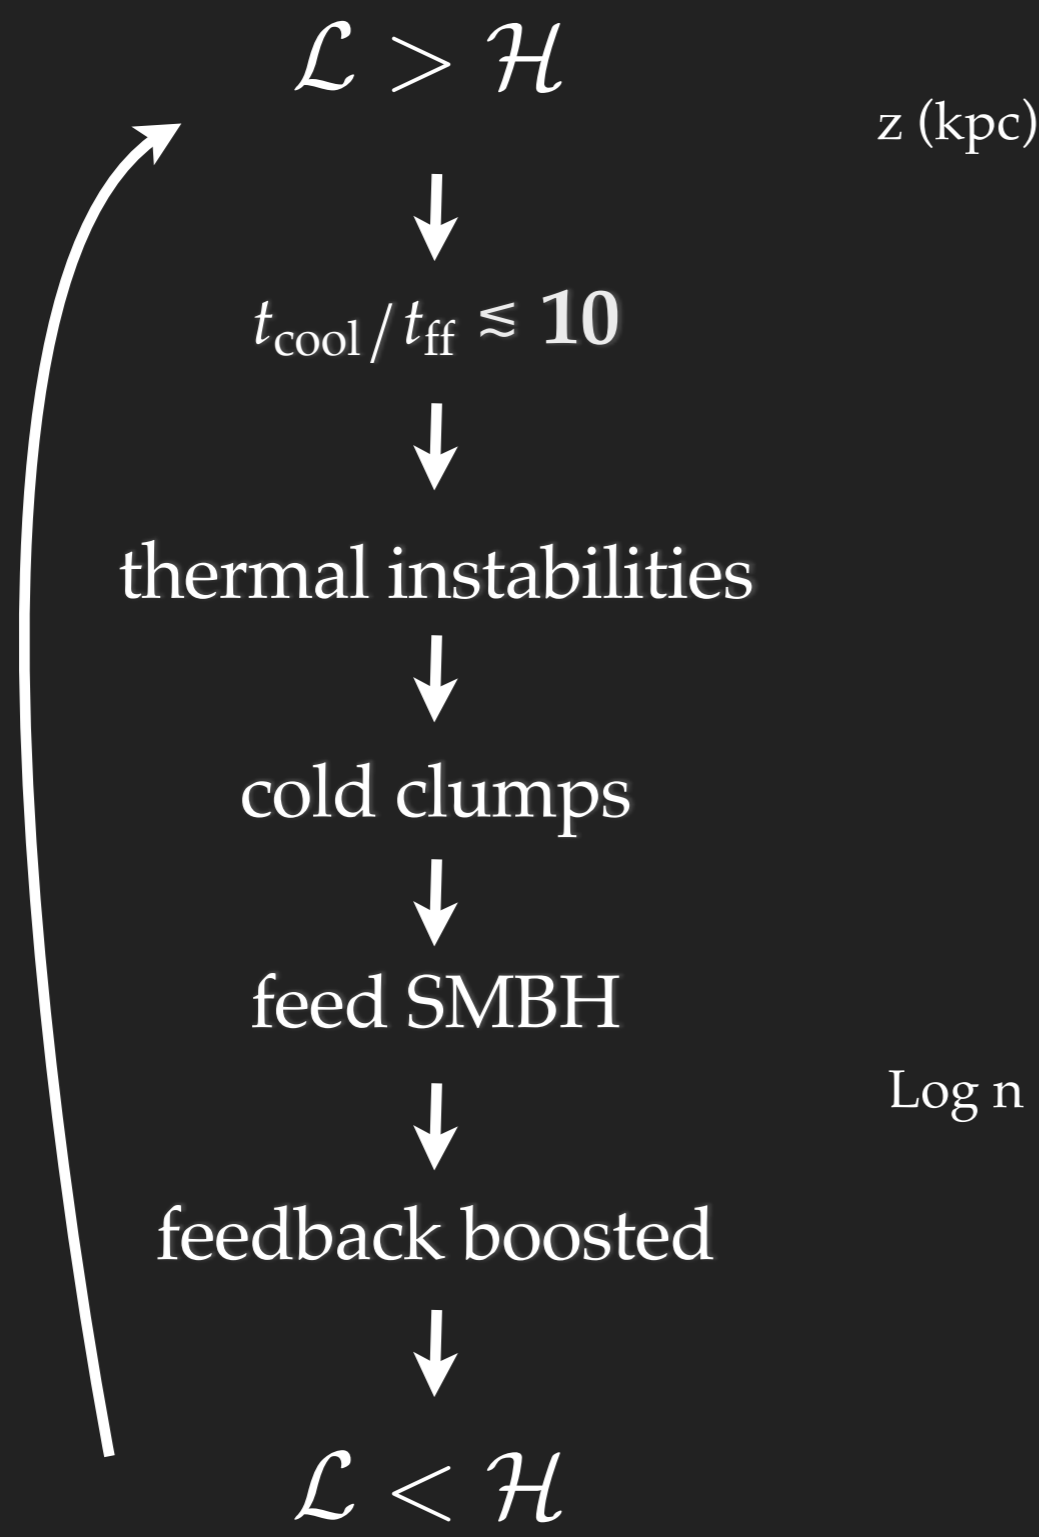 ℒ > ℋ
z (kpc)
t_cool/t_ff ⪅ 10
thermal instabilities
cold clumps
feed SMBH
Log n
feedback boosted
ℒ < ℋ